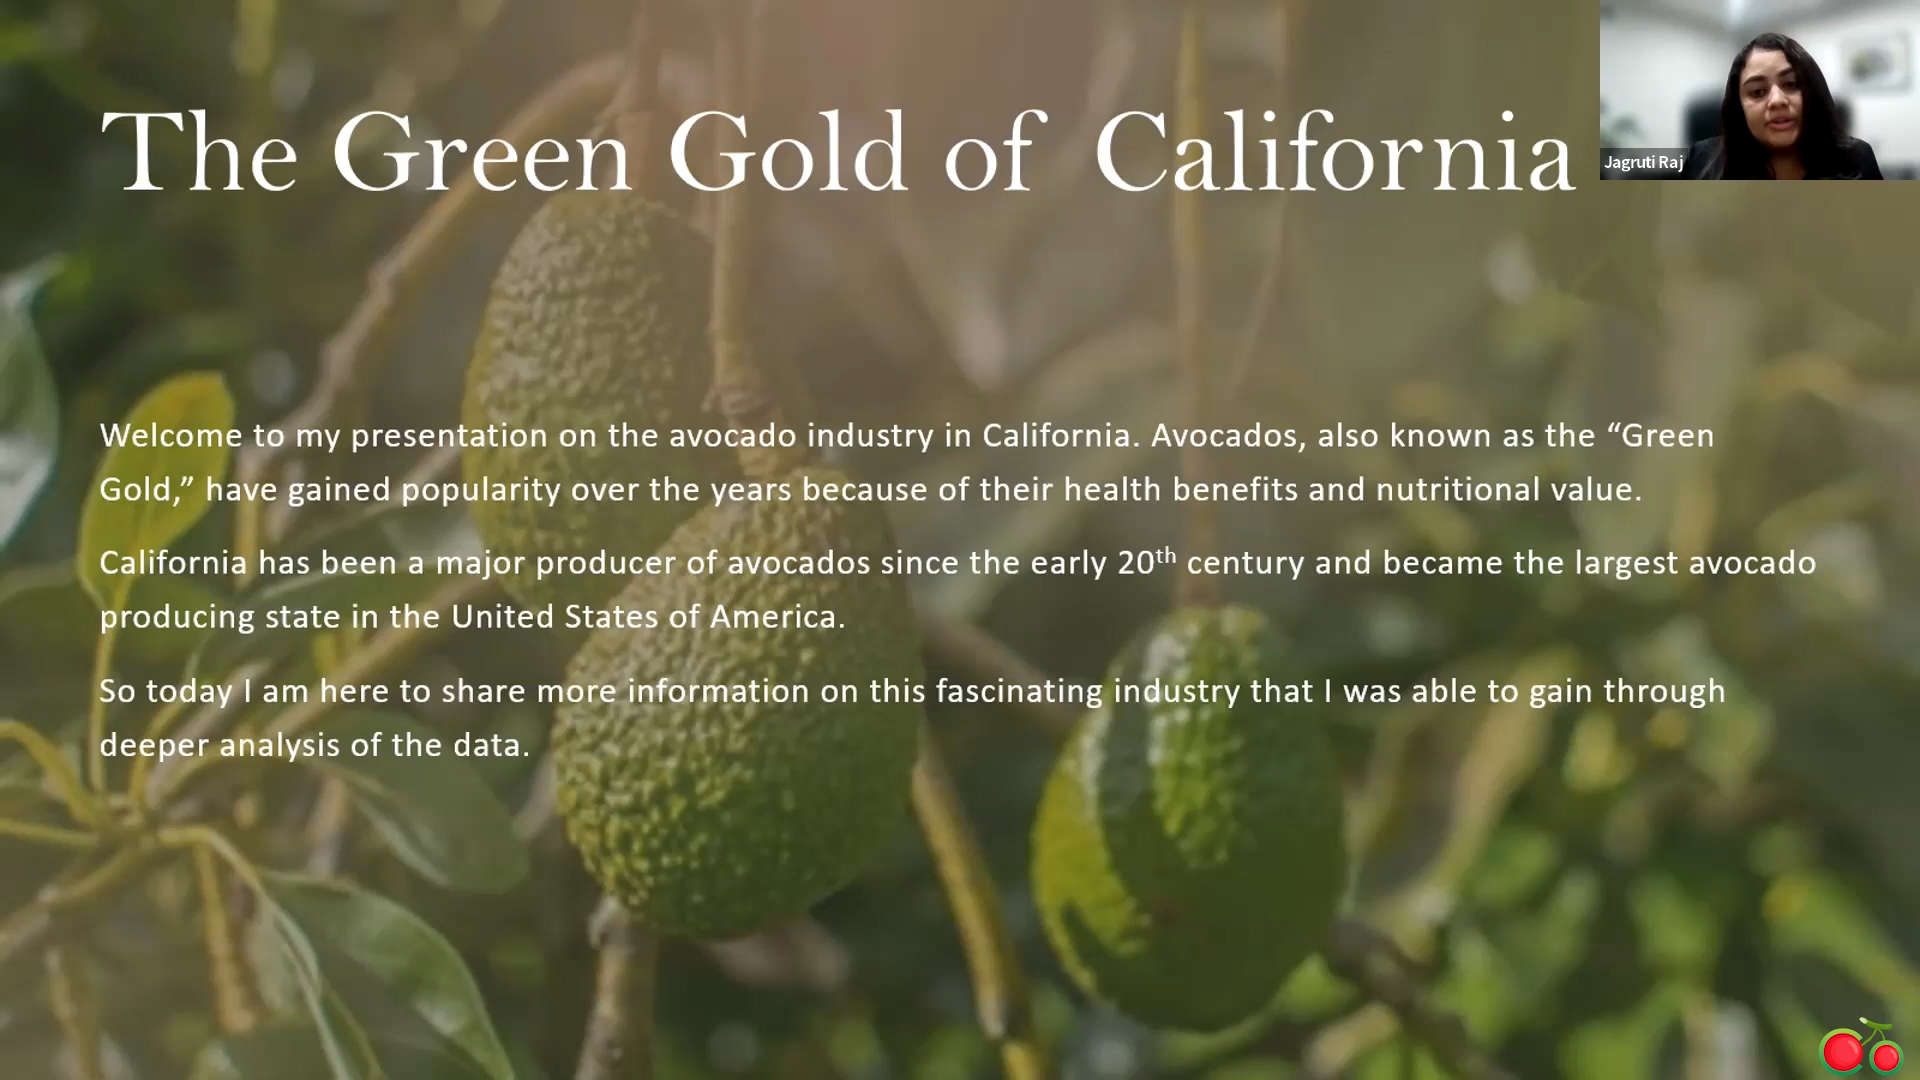 The Green Gold of California
Jagruti Raj
Welcome to my presentation on the avocado industry in California. Avocados, also known as the “Green
Gold,” have gained popularity over the years because of their health benefits and nutritional value.
California has been a major producer of avocados since the early 20th century and became the largest avocado
producing state in the United States of America.
So today I am here to share more information on this fascinating industry that I was able to gain through
deeper analysis of the data.